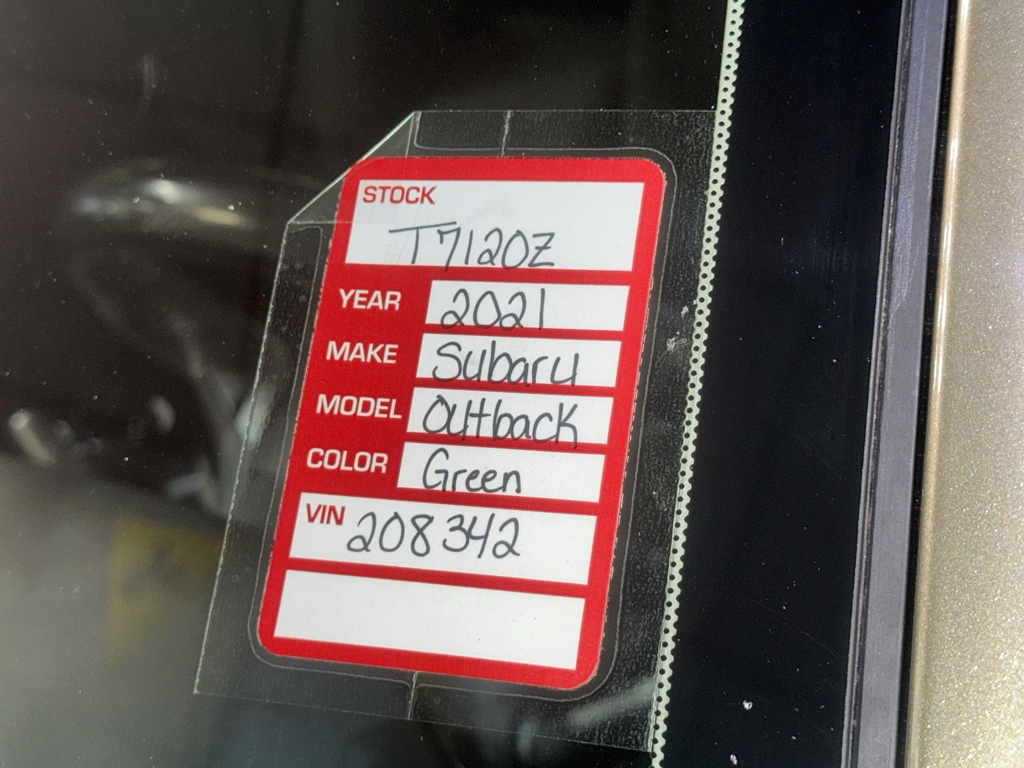 STOCK
T7120Z
YEAR 2021
MAKE Subaru
MODEL Outback
COLOR Green
VIN 208342